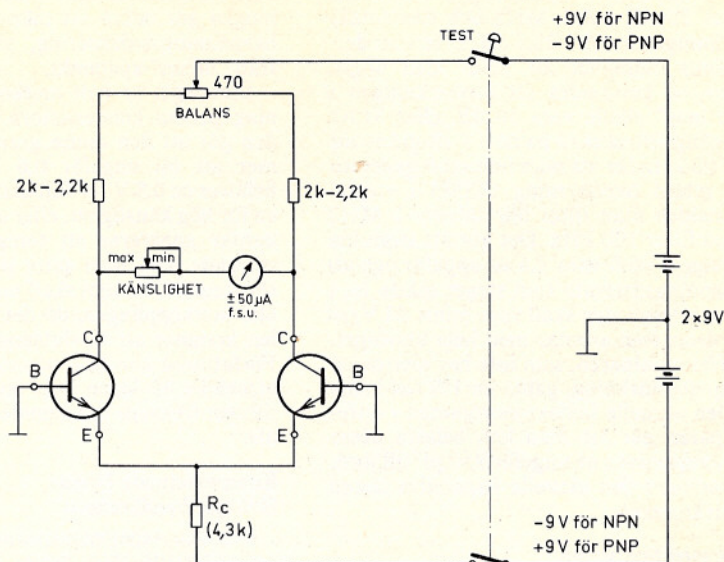 +9V för NPN
-9V för PNP
TEST
470
BALANS
2k-2,2k
2k-2,2k
max
min
KÄNSLIGHET
±50µA
f.s.u.
2×9V
C
C
B
B
E
E
Rc
(4,3k)
-9V för NPN
+9V för PNP